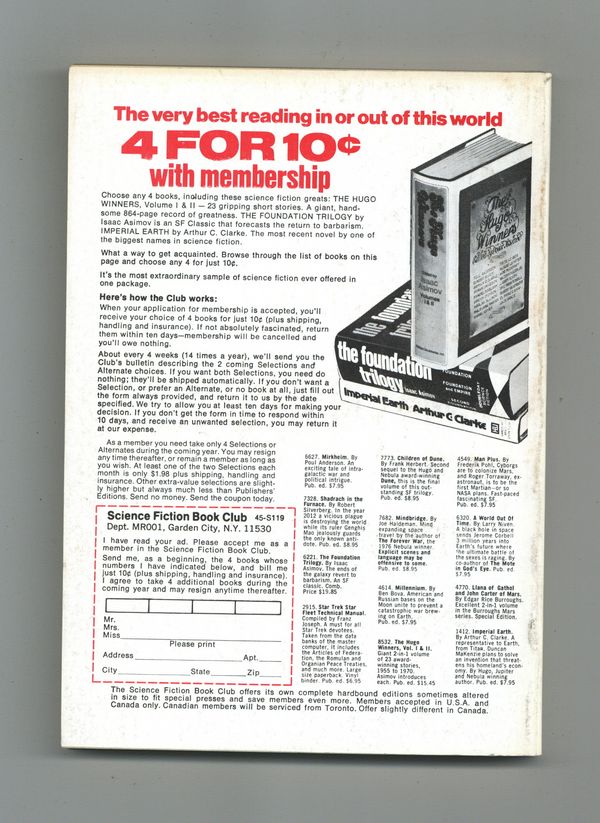 The very best reading in or out of this world
4 FOR 10¢
with membership
Choose any 4 books, including these science fiction greats: THE HUGO
WINNERS, Volume I & II — 23 gripping short stories. A giant, hand-
some 864-page record of greatness. THE FOUNDATION TRILOGY by
Isaac Asimov is an SF Classic that forecasts the return to barbarism.
IMPERIAL EARTH by Arthur C. Clarke. The most recent novel by one of
the biggest names in science fiction.
What a way to get acquainted. Browse through the list of books on this
page and choose any 4 for just 10¢.
It's the most extraordinary sample of science fiction ever offered in
one package.
Here's how the Club works:
When your application for membership is accepted, you'll
receive your choice of 4 books for just 10¢ (plus shipping,
handling and insurance). If not absolutely fascinated, return
them within ten days—membership will be cancelled and
you'll owe nothing.
About every 4 weeks (14 times a year), we'll send you the
Club's bulletin describing the 2 coming Selections and
Alternate choices. If you want both Selections, you need do
nothing; they'll be shipped automatically. If you don't want a
Selection, or prefer an Alternate, or no book at all, just fill out
the form always provided, and return it to us by the date
specified. We try to allow you at least ten days for making your
decision. If you don't get the form in time to respond within
10 days, and receive an unwanted selection, you may return it
at our expense.
As a member you need take only 4 Selections or
Alternates during the coming year. You may resign
any time thereafter, or remain a member as long as
you wish. At least one of the two Selections each
month is only $1.98 plus shipping, handling and
insurance. Other extra-value selections are slight-
ly higher but always much less than Publishers'
Editions. Send no money. Send the coupon today.
The Hugo
Winners
Edited by
Isaac
Asimov
Volumes
I & II
The
Hugo
Winners
the foundation
trilogy
isaac asimov
FOUNDATION
FOUNDATION
AND EMPIRE
SECOND
FOUNDATION
Imperial Earth Arthur C Clarke
Science Fiction Book Club 45-S119
Dept. MR001, Garden City, N.Y. 11530
I have read your ad. Please accept me as a
member in the Science Fiction Book Club.
Send me, as a beginning, the 4 books whose
numbers I have indicated below, and bill me
just 10¢ (plus shipping, handling and insurance).
I agree to take 4 additional books during the
coming year and may resign anytime thereafter.
Mr.
Mrs.
Miss
Please print
Address Apt.
City State Zip
6627. Mirkheim. By
Poul Anderson. An
exciting tale of infra-
galactic war and
political intrigue.
Pub. ed. $7.95
7328. Shadrach in the
Furnace. By Robert
Silverberg. In the year
2012 a vicious plague
is destroying the world
while its ruler Genghis
Mao jealously guards
the only known anti-
dote. Pub. ed. $8.95
6221. The Foundation
Trilogy. By Isaac
Asimov. The ends of
the galaxy revert to
barbarism. An SF
classic. Comb.
Price $19.85
2915. Star Trek Star
Fleet Technical Manual.
Compiled by Franz
Joseph. A must for all
Star Trek devotees.
Taken from the data
banks of the master
computer, it includes
the Articles of Federa-
tion, the Romulan and
Organian Peace Treaties,
and much more. Large
size paperback. Vinyl
binder. Pub. ed. $6.95
7773. Children of Dune.
By Frank Herbert. Second
sequel to the Hugo and
Nebula award-winning
Dune, this is the final
volume of this out-
standing SF trilogy.
Pub. ed. $8.95
7682. Mindbridge. By
Joe Haldeman. Mind
expanding space
travel by the author of
The Forever War, the
1976 Nebula winner.
Explicit scenes and
language may be
offensive to some.
Pub. ed. $8.95
4614. Millennium. By
Ben Bova. American and
Russian bases on the
Moon unite to prevent a
catastrophic war brew-
ing on Earth.
Pub. ed. $7.95
8532. The Hugo
Winners, Vol. I & II.
Giant 2-in-1 volume
of 23 award-
winning stories,
1955 to 1970.
Asimov introduces
each. Pub. ed. $15.45
4549. Man Plus. By
Frederik Pohl. Cyborgs
are to colonize Mars,
and Roger Torraway, ex-
astronaut, is to be the
first Martian—or so
NASA plans. Fast-paced
fascinating SF.
Pub. ed. $8.95
6320. A World Out Of
Time. By Larry Niven.
A black hole in space
sends Jerome Corbell
3 million years into
Earth's future where
the ultimate battle of
the sexes is raging. By
co-author of The Mote
in God's Eye. Pub. ed.
$7.95
4770. Llana of Gathol
and John Carter of Mars.
By Edgar Rice Burroughs.
Excellent 2-in-1 volume
in the Burroughs Mars
series. Special Edition.
1412. Imperial Earth.
By Arthur C. Clarke. A
representative to Earth,
from Titan, Duncan
MacKenzie plans to solve
an invention that threat-
ens his homeland's econ-
omy. By Hugo, Jupiter
and Nebula winning
author. Pub. ed. $7.95
The Science Fiction Book Club offers its own complete hardbound editions sometimes altered
in size to fit special presses and save members even more. Members accepted in U.S.A. and
Canada only. Canadian members will be serviced from Toronto. Offer slightly different in Canada.